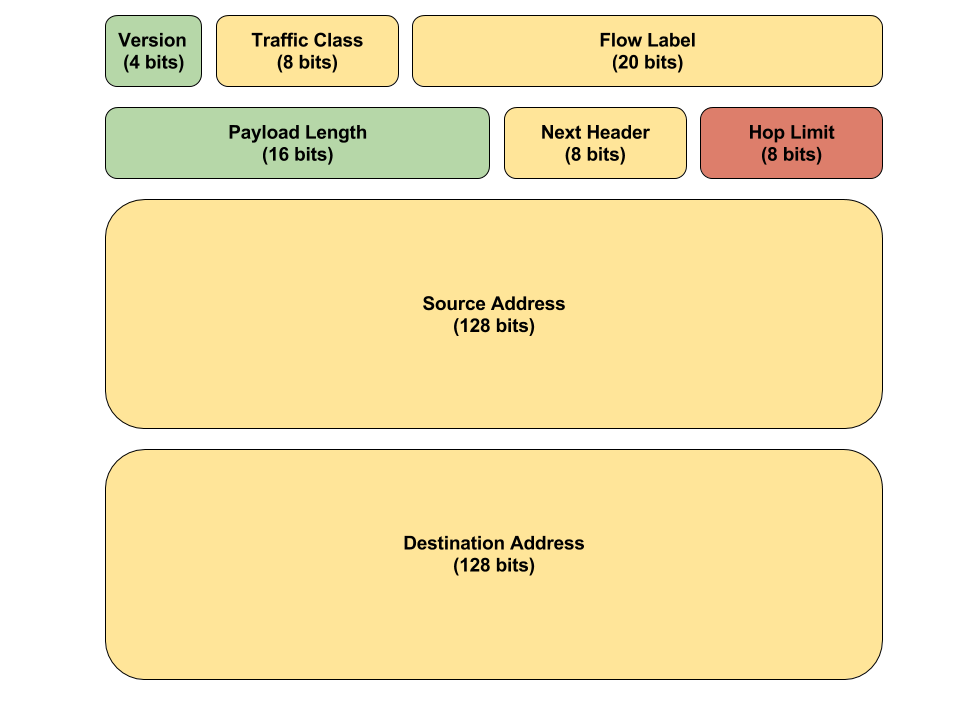 Version
(4 bits)
Traffic Class
(8 bits)
Flow Label
(20 bits)
Payload Length
(16 bits)
Next Header
(8 bits)
Hop Limit
(8 bits)
Source Address
(128 bits)
Destination Address
(128 bits)